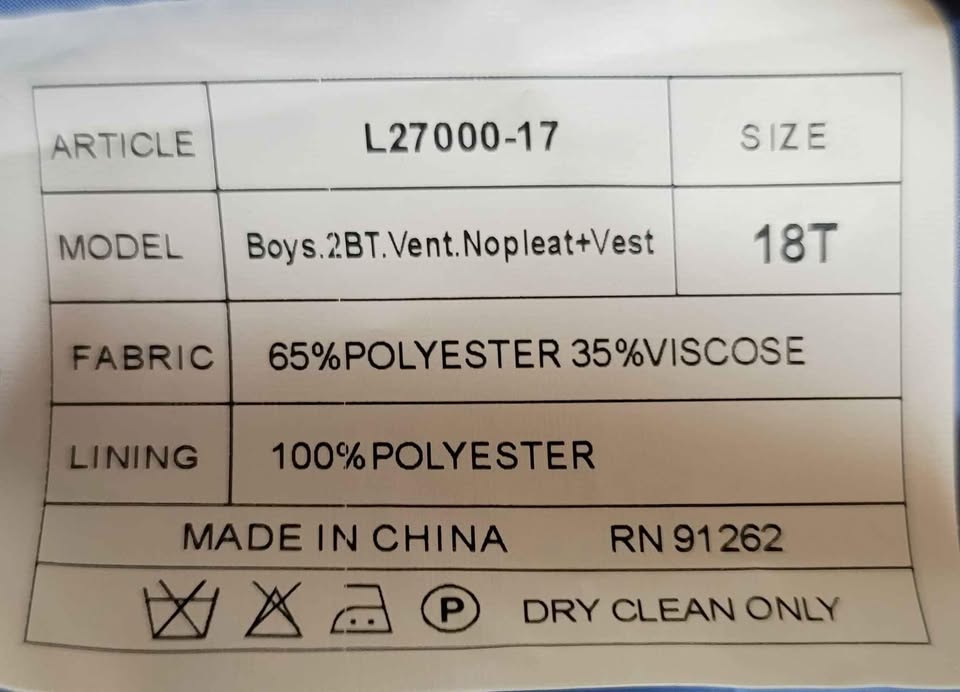 ARTICLE L27000-17 SIZE
MODEL Boys.2BT.Vent.Nopleat+Vest 18T
FABRIC 65%POLYESTER 35%VISCOSE
LINING 100%POLYESTER
MADE IN CHINA RN 91262
P DRY CLEAN ONLY